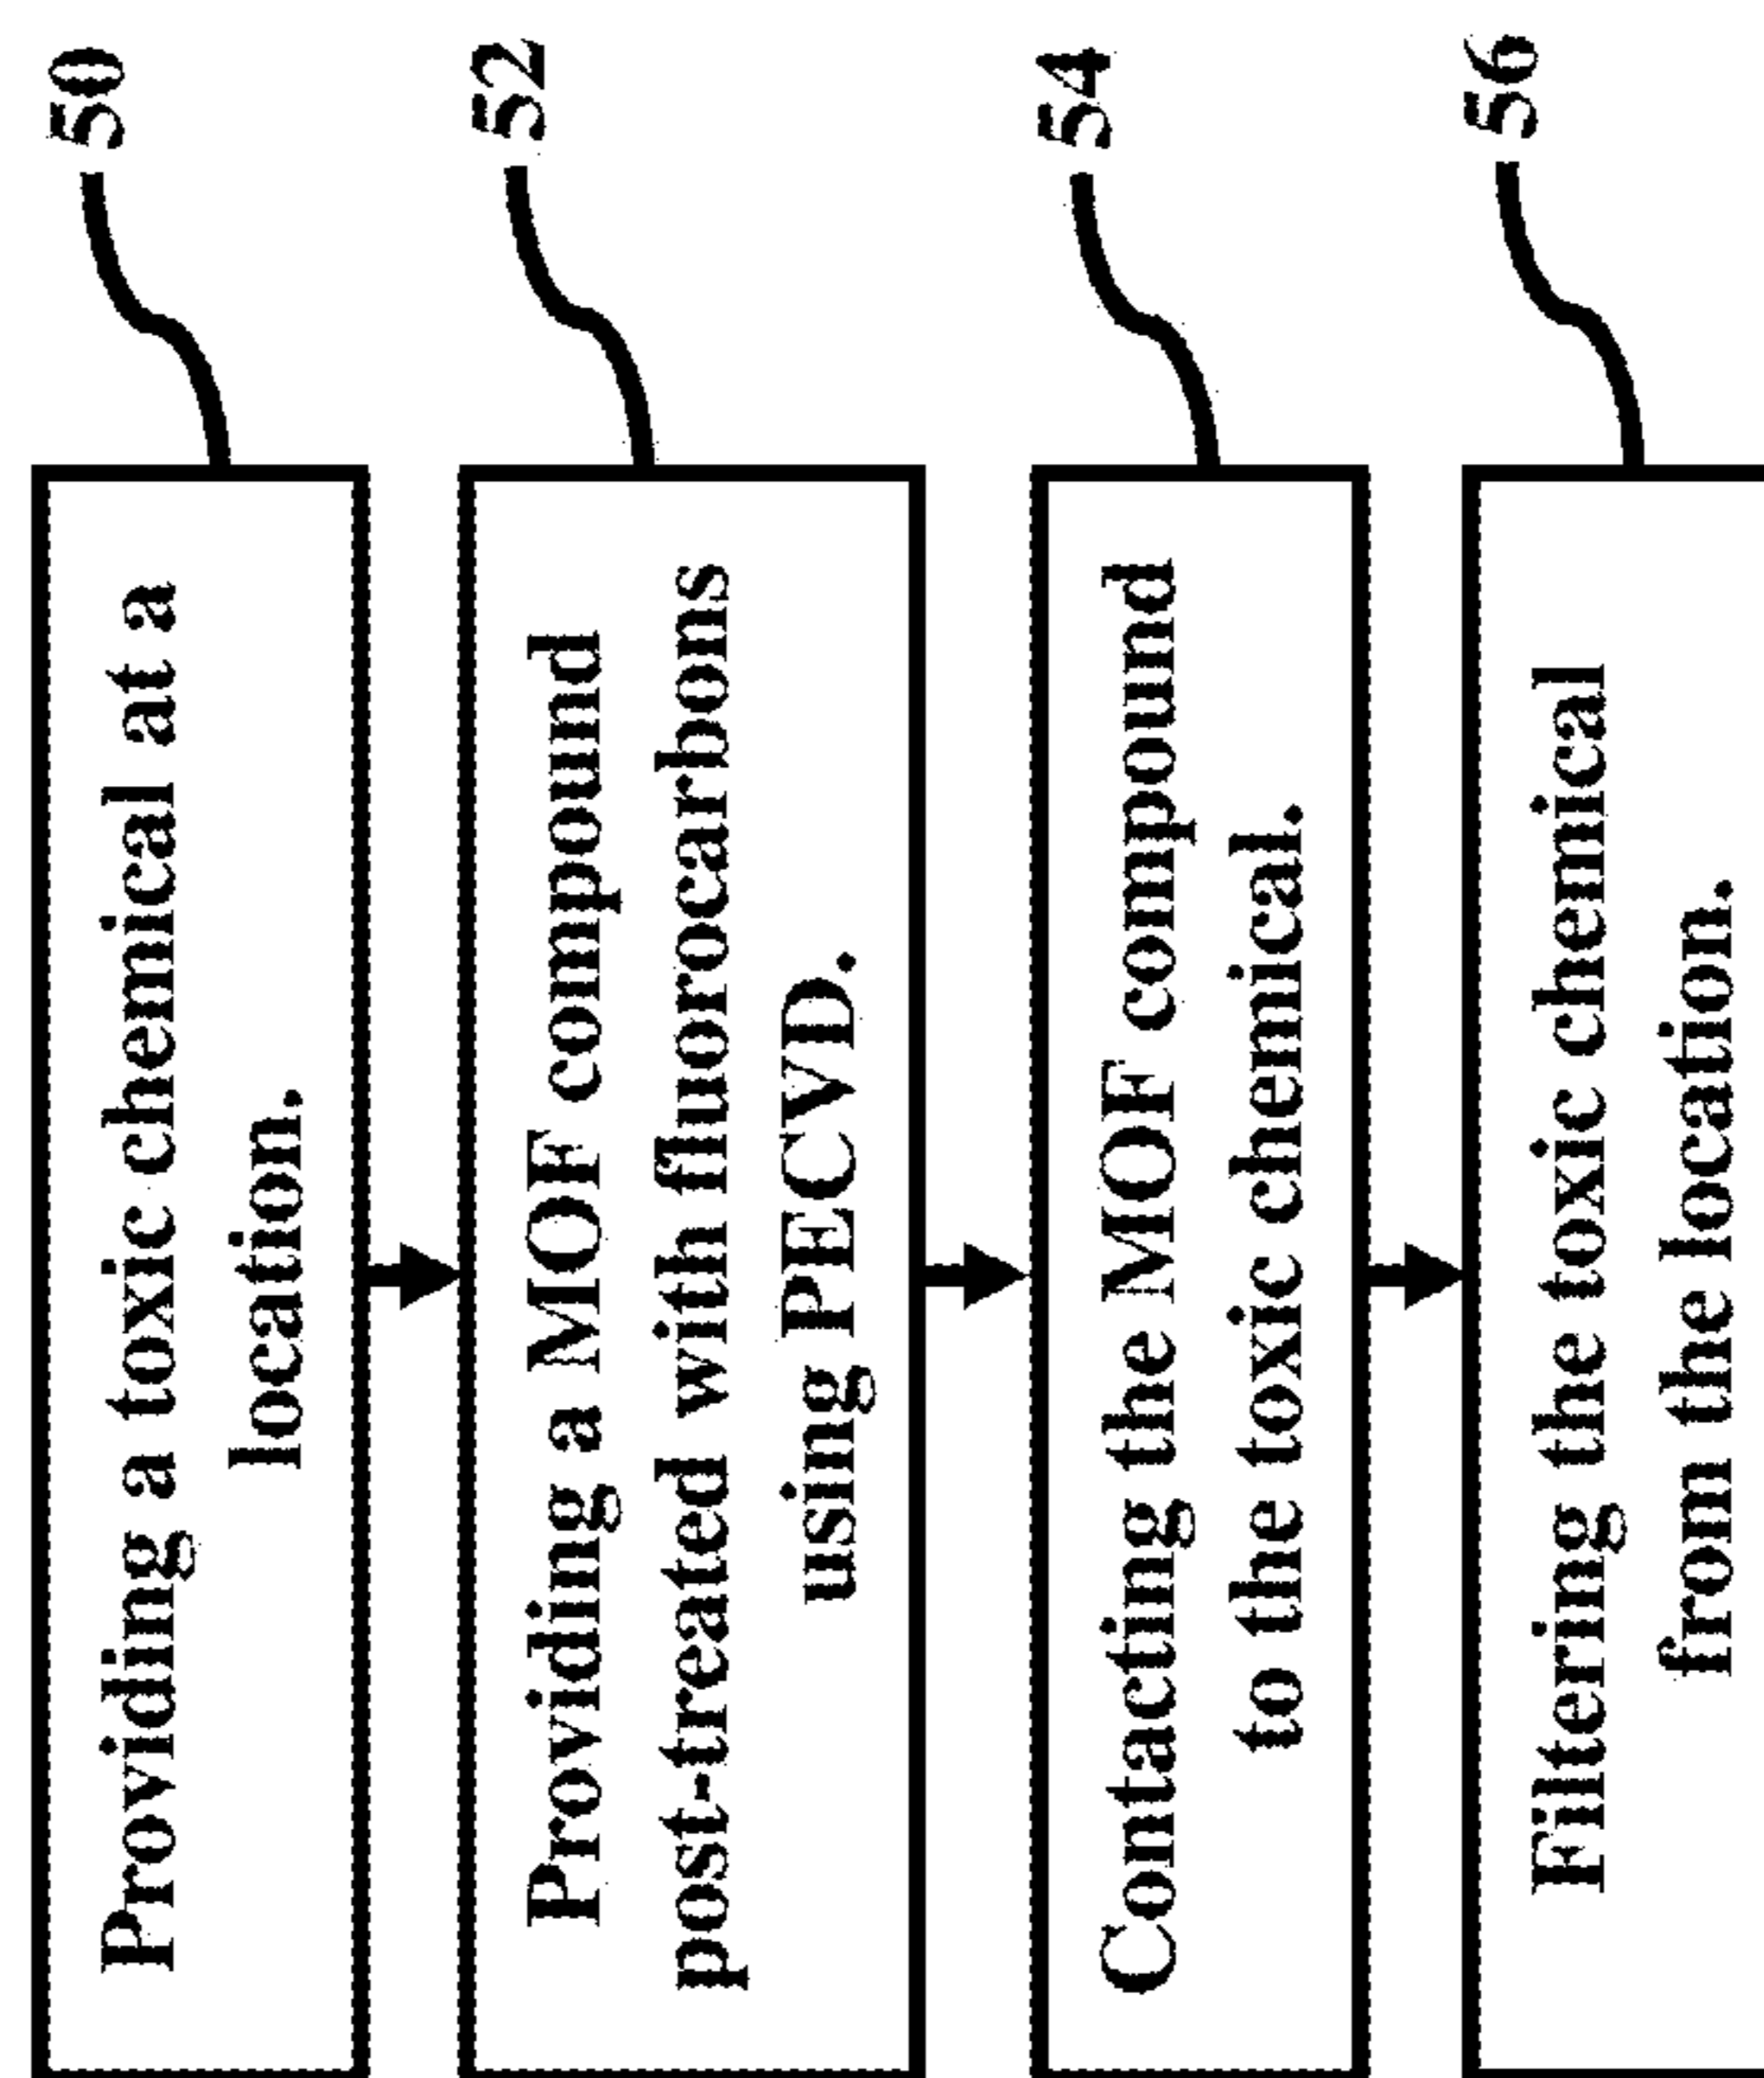 Providing a toxic chemical at a
location.
50
Providing a MOF compound
post-treated with fluorocarbons
using PECVD.
52
Contacting the MOF compound
to the toxic chemical.
54
Filtering the toxic chemical
from the location.
56